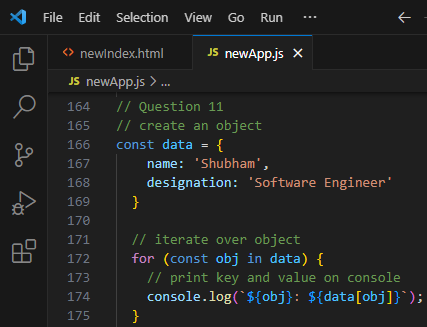 File Edit Selection View Go Run ... ←
<> newIndex.html JS newApp.js ×
JS newApp.js > ...
164 // Question 11
165 // create an object
166 const data = {
167 name: 'Shubham',
168 designation: 'Software Engineer'
169 }
170
171 // iterate over object
172 for (const obj in data) {
173 // print key and value on console
174 console.log(`${obj}: ${data[obj]}`);
175 }